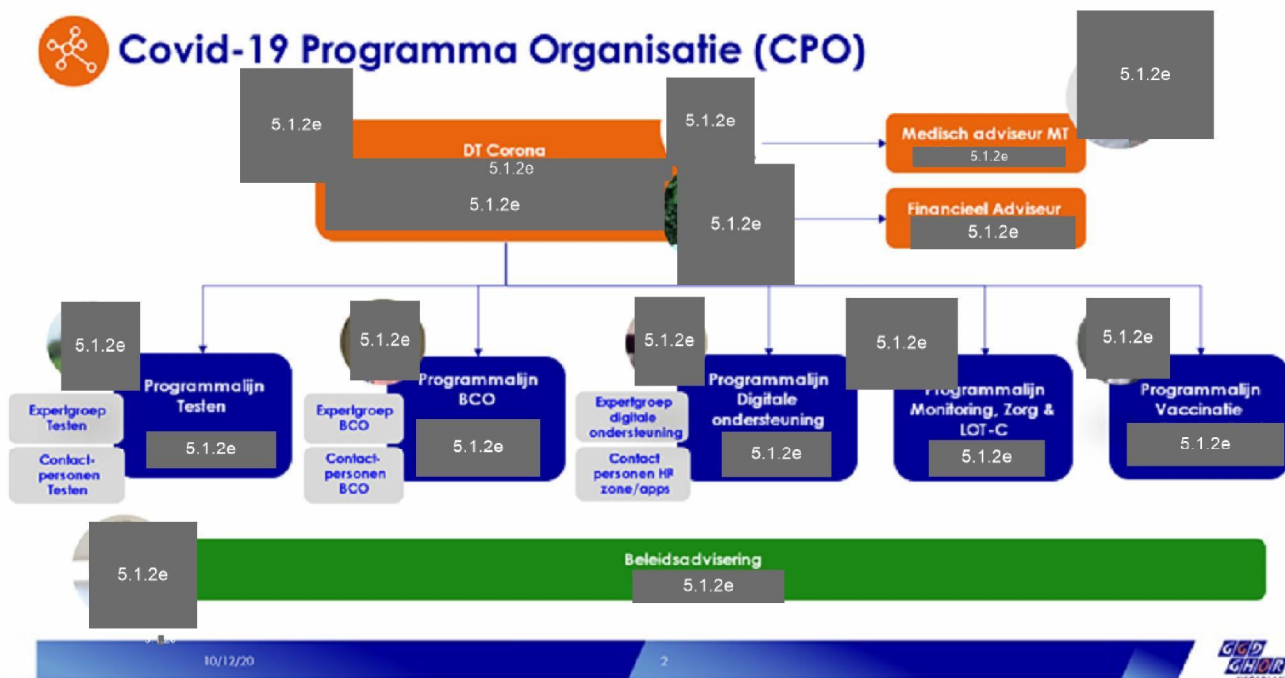 Covid-19 Programma Organisatie (CPO)
5.1.2e
5.1.2e
5.1.2e
DT Corona
5.1.2e
5.1.2e
5.1.2e
Medisch adviseur MT
5.1.2e
Financieel Adviseur
5.1.2e
5.1.2e
Programmalijn
Testen
5.1.2e
Expertgroep
Testen
Contact-
personen
Testen
5.1.2e
Programmalijn
BCO
5.1.2e
Expertgroep
BCO
Contact-
personen
BCO
5.1.2e
Programmalijn
Digitale
ondersteuning
5.1.2e
Expertgroep
digitale
ondersteuning
Contact
personen HP
zone/apps
5.1.2e
Programmalijn
Monitoring, Zorg &
LOT-C
5.1.2e
5.1.2e
Programmalijn
Vaccinatie
5.1.2e
5.1.2e
Beleidsadvisering
5.1.2e
10/12/20
2
GGD
GHOR